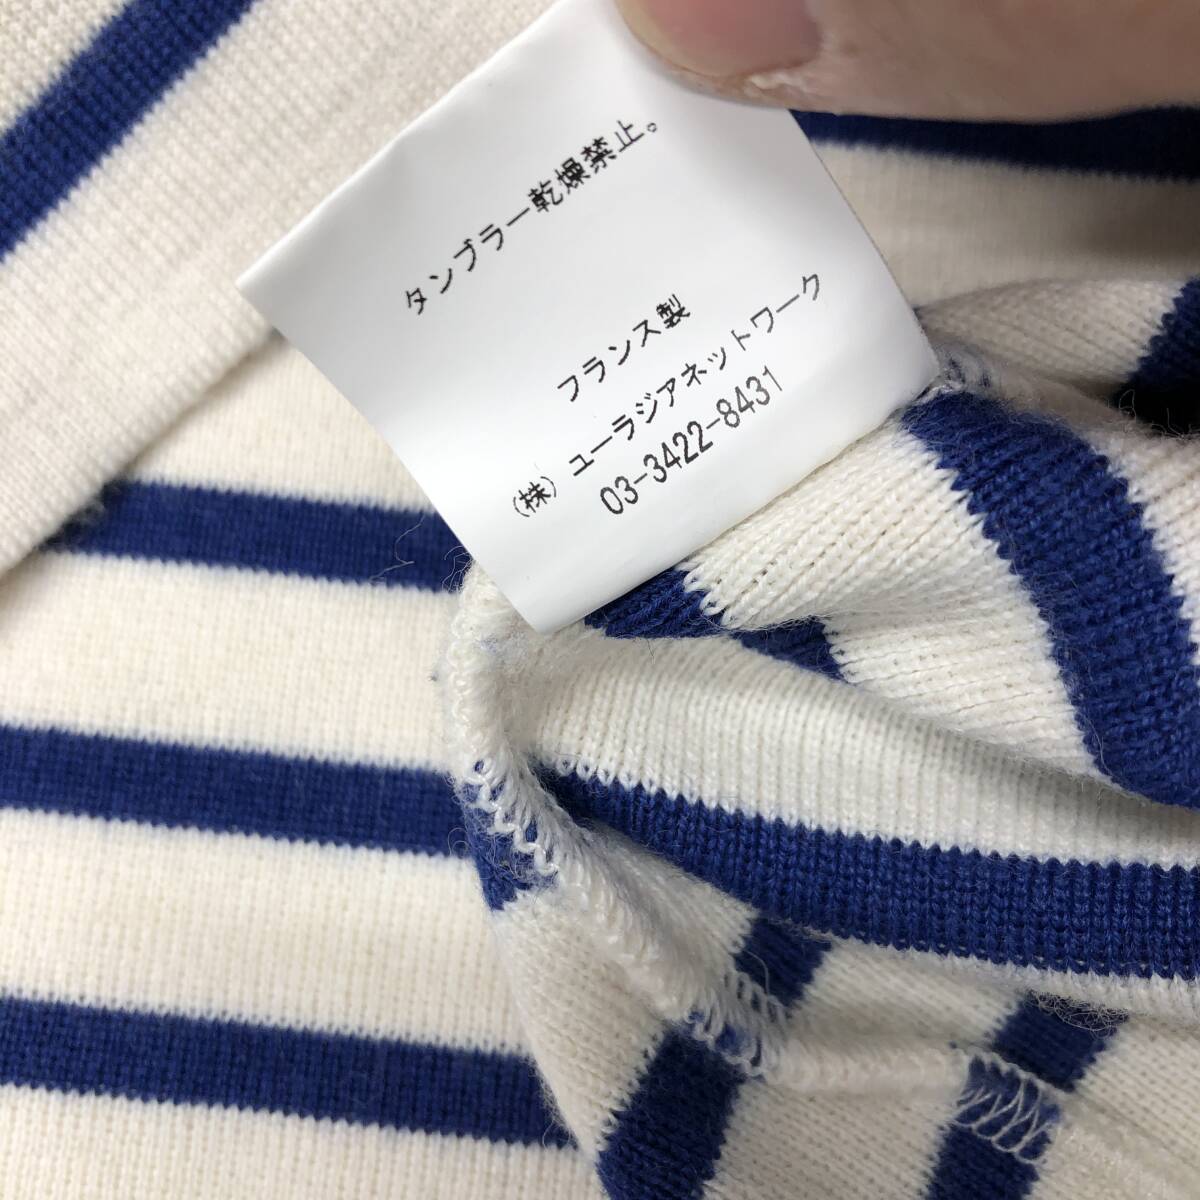 タンブラー乾燥禁止。
フランス製
(株) ユーラジアネットワーク
03-3422-8431